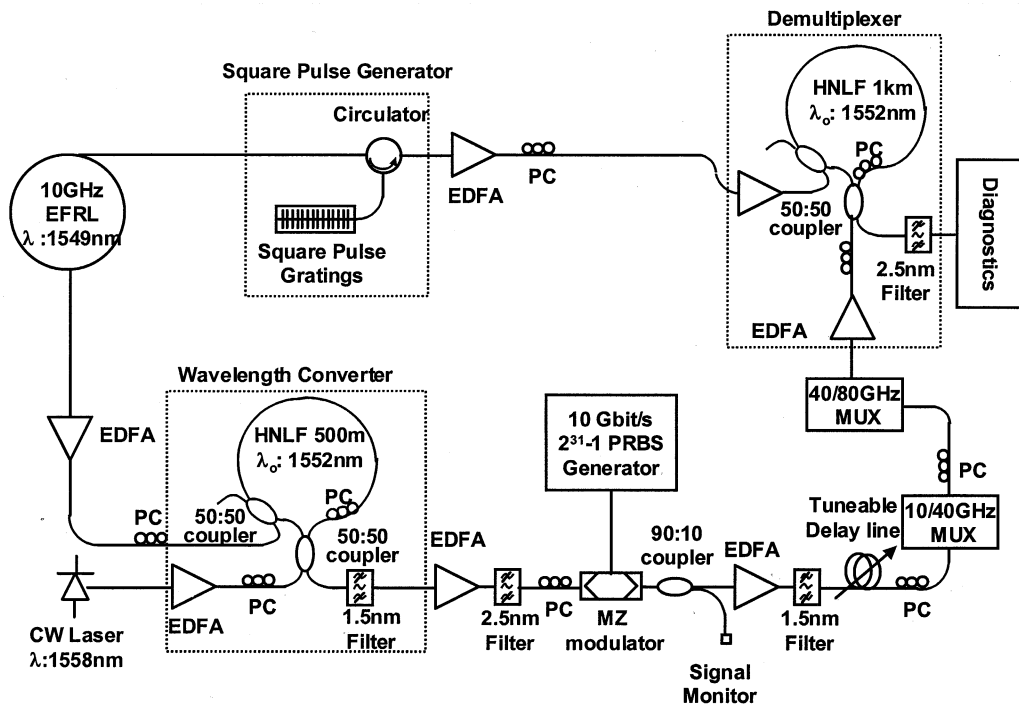 Demultiplexer
Square Pulse Generator
Circulator
HNLF 1km
λo: 1552nm
PC
10GHz
EFRL
λ :1549nm
EDFA
PC
50:50
coupler
Square Pulse
Gratings
2.5nm
Filter
Diagnostics
EDFA
Wavelength Converter
40/80GHz
MUX
EDFA
HNLF 500m
λo: 1552nm
10 Gbit/s
2³¹-1 PRBS
Generator
PC
PC
Tuneable
Delay line
10/40GHz
MUX
PC
50:50
coupler
50:50
coupler
EDFA
90:10
coupler
EDFA
PC
EDFA
1.5nm
Filter
2.5nm
Filter
PC
MZ
modulator
1.5nm
Filter
PC
CW Laser
λ:1558nm
Signal
Monitor